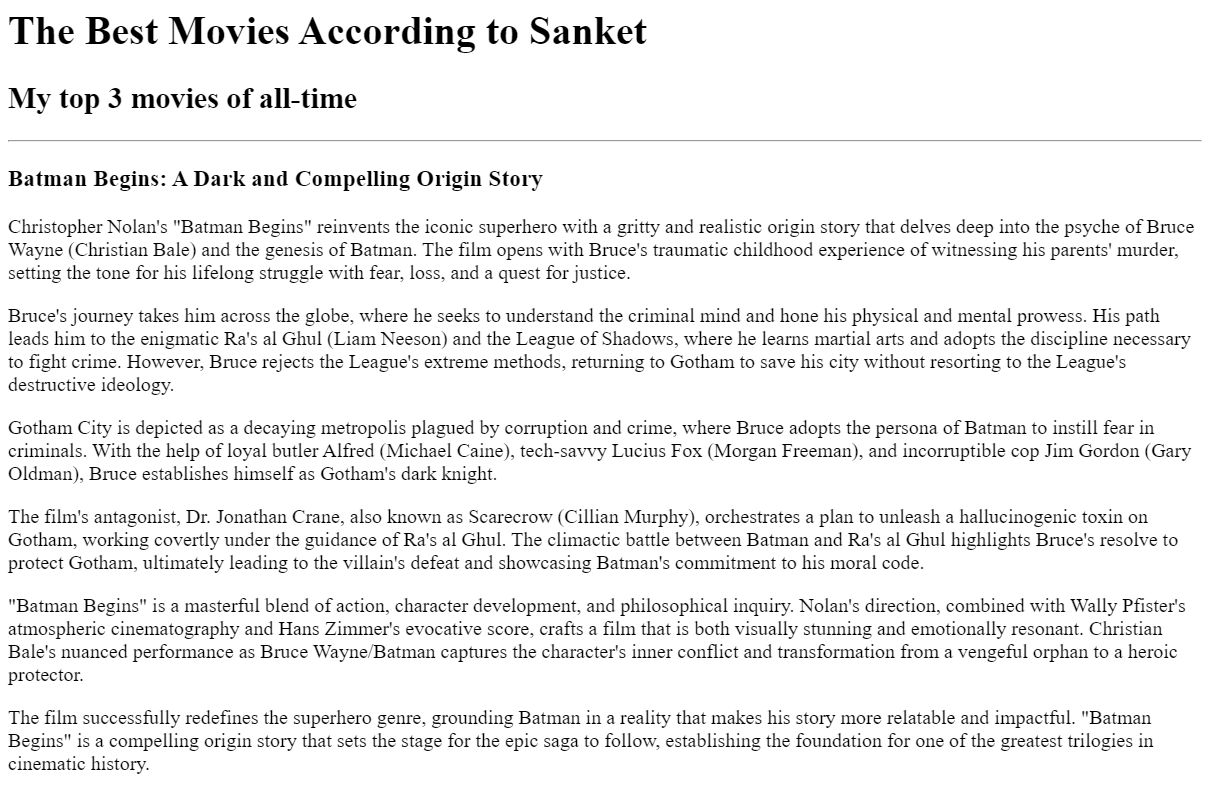 The Best Movies According to Sanket
My top 3 movies of all-time
Batman Begins: A Dark and Compelling Origin Story
Christopher Nolan's "Batman Begins" reinvents the iconic superhero with a gritty and realistic origin story that delves deep into the psyche of Bruce
Wayne (Christian Bale) and the genesis of Batman. The film opens with Bruce's traumatic childhood experience of witnessing his parents' murder,
setting the tone for his lifelong struggle with fear, loss, and a quest for justice.
Bruce's journey takes him across the globe, where he seeks to understand the criminal mind and hone his physical and mental prowess. His path
leads him to the enigmatic Ra's al Ghul (Liam Neeson) and the League of Shadows, where he learns martial arts and adopts the discipline necessary
to fight crime. However, Bruce rejects the League's extreme methods, returning to Gotham to save his city without resorting to the League's
destructive ideology.
Gotham City is depicted as a decaying metropolis plagued by corruption and crime, where Bruce adopts the persona of Batman to instill fear in
criminals. With the help of loyal butler Alfred (Michael Caine), tech-savvy Lucius Fox (Morgan Freeman), and incorruptible cop Jim Gordon (Gary
Oldman), Bruce establishes himself as Gotham's dark knight.
The film's antagonist, Dr. Jonathan Crane, also known as Scarecrow (Cillian Murphy), orchestrates a plan to unleash a hallucinogenic toxin on
Gotham, working covertly under the guidance of Ra's al Ghul. The climactic battle between Batman and Ra's al Ghul highlights Bruce's resolve to
protect Gotham, ultimately leading to the villain's defeat and showcasing Batman's commitment to his moral code.
"Batman Begins" is a masterful blend of action, character development, and philosophical inquiry. Nolan's direction, combined with Wally Pfister's
atmospheric cinematography and Hans Zimmer's evocative score, crafts a film that is both visually stunning and emotionally resonant. Christian
Bale's nuanced performance as Bruce Wayne/Batman captures the character's inner conflict and transformation from a vengeful orphan to a heroic
protector.
The film successfully redefines the superhero genre, grounding Batman in a reality that makes his story more relatable and impactful. "Batman
Begins" is a compelling origin story that sets the stage for the epic saga to follow, establishing the foundation for one of the greatest trilogies in
cinematic history.